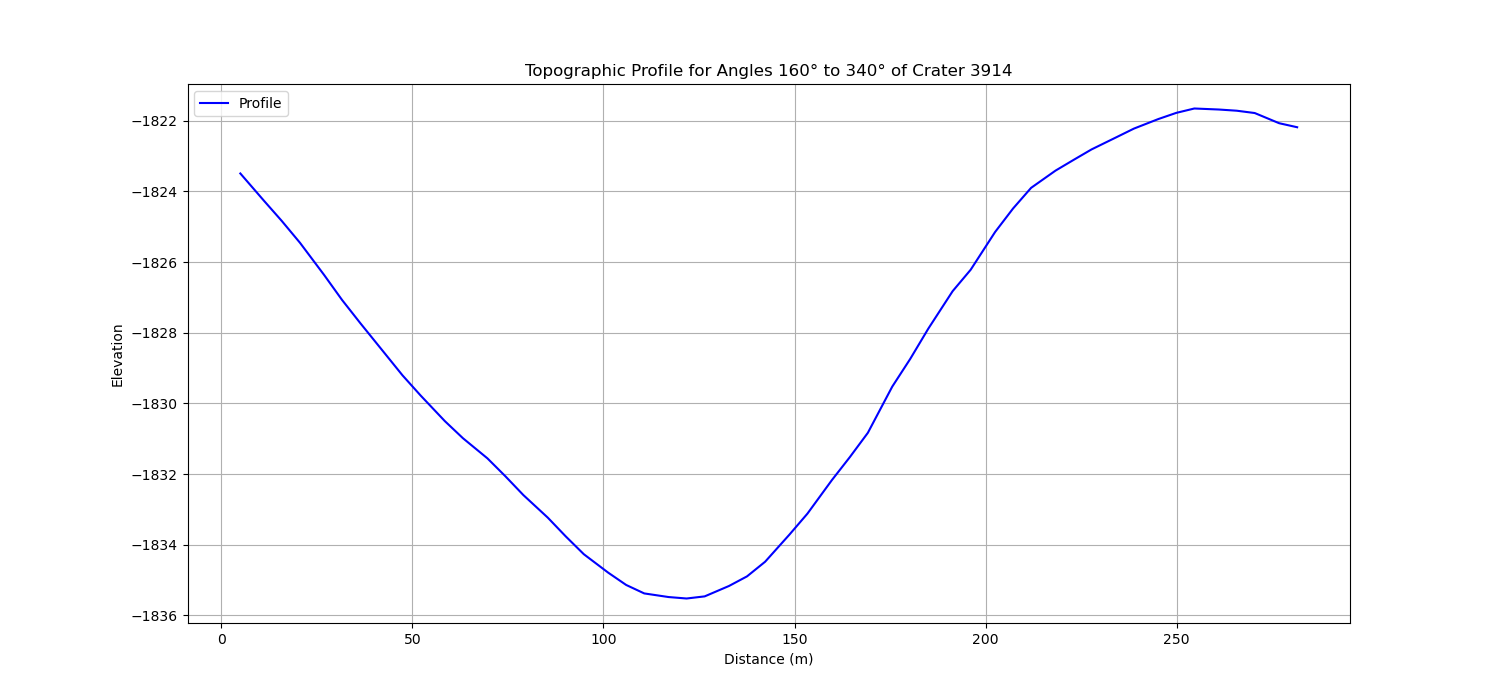 Topographic Profile for Angles 160° to 340° of Crater 3914
Profile
−1822
−1824
−1826
−1828
−1830
−1832
−1834
−1836
Elevation
0 50 100 150 200 250
Distance (m)